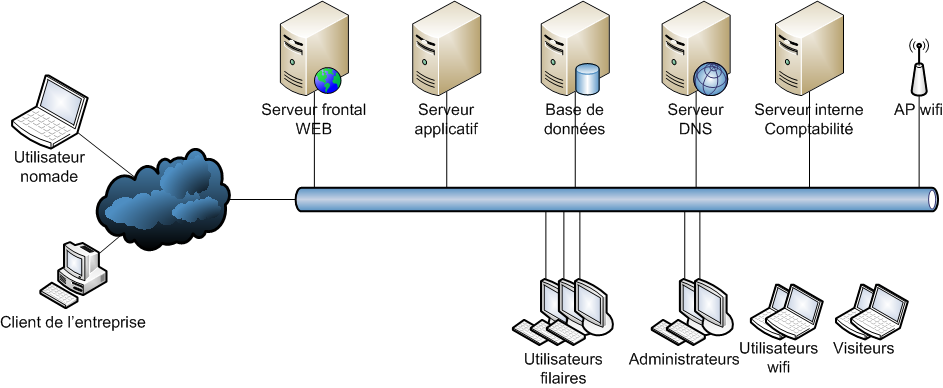 Serveur frontal
WEB
Serveur
applicatif
Base de
données
Serveur
DNS
Serveur interne
Comptabilité
AP wifi
Utilisateur
nomade
Client de l'entreprise
Utilisateurs
filaires
Administrateurs
Utilisateurs
wifi
Visiteurs